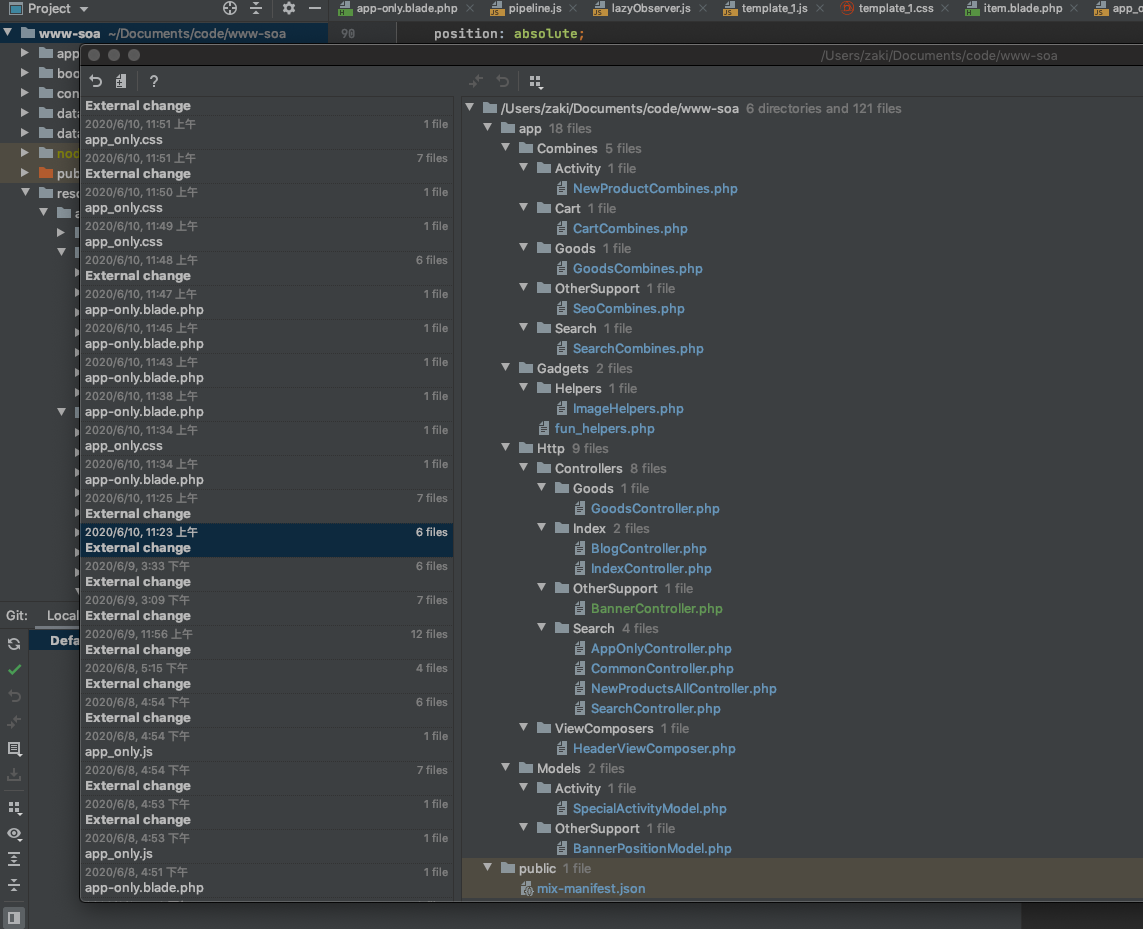 Project
app-only.blade.php
pipeline.js
lazyObserver.js
template_1.js
template_1.css
item.blade.php
app_o
www-soa ~/Documents/code/www-soa
90
position: absolute;
app
boo
con
data
data
nod
pub
reso
a
/Users/zaki/Documents/code/www-soa
?
External change
2020/6/10, 11:51 上午 1 file
app_only.css
2020/6/10, 11:51 上午 7 files
External change
2020/6/10, 11:50 上午 1 file
app_only.css
2020/6/10, 11:49 上午 1 file
app_only.css
2020/6/10, 11:48 上午 6 files
External change
2020/6/10, 11:47 上午 1 file
app-only.blade.php
2020/6/10, 11:45 上午 1 file
app-only.blade.php
2020/6/10, 11:43 上午 1 file
app-only.blade.php
2020/6/10, 11:38 上午 1 file
app-only.blade.php
2020/6/10, 11:34 上午 1 file
app_only.css
2020/6/10, 11:34 上午 1 file
app-only.blade.php
2020/6/10, 11:25 上午 7 files
External change
2020/6/10, 11:23 上午 6 files
External change
2020/6/9, 3:33 下午 6 files
External change
2020/6/9, 3:09 下午 7 files
External change
2020/6/9, 11:56 上午 12 files
External change
2020/6/8, 5:15 下午 4 files
External change
2020/6/8, 4:54 下午 6 files
External change
2020/6/8, 4:54 下午 1 file
app_only.js
2020/6/8, 4:54 下午 7 files
External change
2020/6/8, 4:53 下午 1 file
External change
2020/6/8, 4:53 下午 1 file
app_only.js
2020/6/8, 4:51 下午 1 file
app-only.blade.php
/Users/zaki/Documents/code/www-soa 6 directories and 121 files
app 18 files
Combines 5 files
Activity 1 file
NewProductCombines.php
Cart 1 file
CartCombines.php
Goods 1 file
GoodsCombines.php
OtherSupport 1 file
SeoCombines.php
Search 1 file
SearchCombines.php
Gadgets 2 files
Helpers 1 file
ImageHelpers.php
fun_helpers.php
Http 9 files
Controllers 8 files
Goods 1 file
GoodsController.php
Index 2 files
BlogController.php
IndexController.php
OtherSupport 1 file
BannerController.php
Search 4 files
AppOnlyController.php
CommonController.php
NewProductsAllController.php
SearchController.php
ViewComposers 1 file
HeaderViewComposer.php
Models 2 files
Activity 1 file
SpecialActivityModel.php
OtherSupport 1 file
BannerPositionModel.php
public 1 file
mix-manifest.json
Git:
Local
Defa